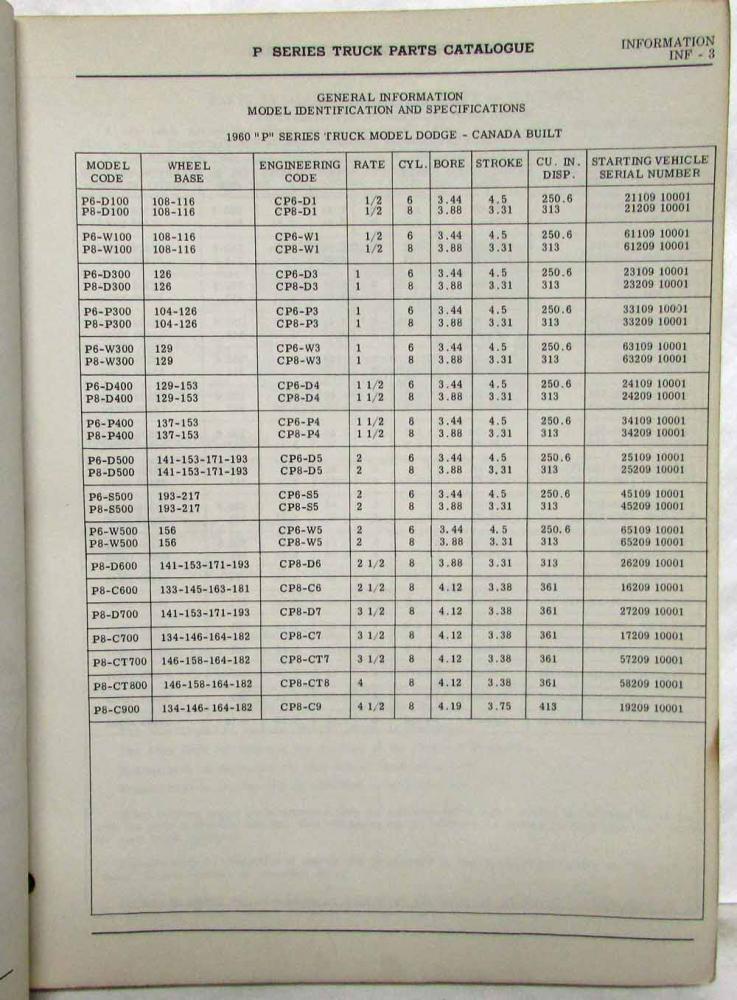 P SERIES TRUCK PARTS CATALOGUE
INFORMATION
INF - 3
GENERAL INFORMATION
MODEL IDENTIFICATION AND SPECIFICATIONS
1960 "P" SERIES TRUCK MODEL DODGE - CANADA BUILT
MODEL CODE WHEEL BASE ENGINEERING CODE RATE CYL. BORE STROKE CU. IN. DISP. STARTING VEHICLE SERIAL NUMBER
P6-D100 108-116 CP6-D1 1/2 6 3.44 4.5 250.6 21109 10001
P8-D100 108-116 CP8-D1 1/2 8 3.88 3.31 313 21209 10001
P6-W100 108-116 CP6-W1 1/2 6 3.44 4.5 250.6 61109 10001
P8-W100 108-116 CP8-W1 1/2 8 3.88 3.31 313 61209 10001
P6-D300 126 CP6-D3 1 6 3.44 4.5 250.6 23109 10001
P8-D300 126 CP8-D3 1 8 3.88 3.31 313 23209 10001
P6-P300 104-126 CP6-P3 1 6 3.44 4.5 250.6 33109 10001
P8-P300 104-126 CP8-P3 1 8 3.88 3.31 313 33209 10001
P6-W300 129 CP6-W3 1 6 3.44 4.5 250.6 63109 10001
P8-W300 129 CP8-W3 1 8 3.88 3.31 313 63209 10001
P6-D400 129-153 CP6-D4 1 1/2 6 3.44 4.5 250.6 24109 10001
P8-D400 129-153 CP8-D4 1 1/2 8 3.88 3.31 313 24209 10001
P6-P400 137-153 CP6-P4 1 1/2 6 3.44 4.5 250.6 34109 10001
P8-P400 137-153 CP8-P4 1 1/2 8 3.88 3.31 313 34209 10001
P6-D500 141-153-171-193 CP6-D5 2 6 3.44 4.5 250.6 25109 10001
P8-D500 141-153-171-193 CP8-D5 2 8 3.88 3.31 313 25209 10001
P6-S500 193-217 CP6-S5 2 6 3.44 4.5 250.6 45109 10001
P8-S500 193-217 CP8-S5 2 8 3.88 3.31 313 45209 10001
P6-W500 156 CP6-W5 2 6 3.44 4.5 250.6 65109 10001
P8-W500 156 CP8-W5 2 8 3.88 3.31 313 65209 10001
P8-D600 141-153-171-193 CP8-D6 2 1/2 8 3.88 3.31 313 26209 10001
P8-C600 133-145-163-181 CP8-C6 2 1/2 8 4.12 3.38 361 16209 10001
P8-D700 141-153-171-193 CP8-D7 3 1/2 8 4.12 3.38 361 27209 10001
P8-C700 134-146-164-182 CP8-C7 3 1/2 8 4.12 3.38 361 17209 10001
P8-CT700 146-158-164-182 CP8-CT7 3 1/2 8 4.12 3.38 361 57209 10001
P8-CT800 146-158-164-182 CP8-CT8 4 8 4.12 3.38 361 58209 10001
P8-C900 134-146-164-182 CP8-C9 4 1/2 8 4.19 3.75 413 19209 10001